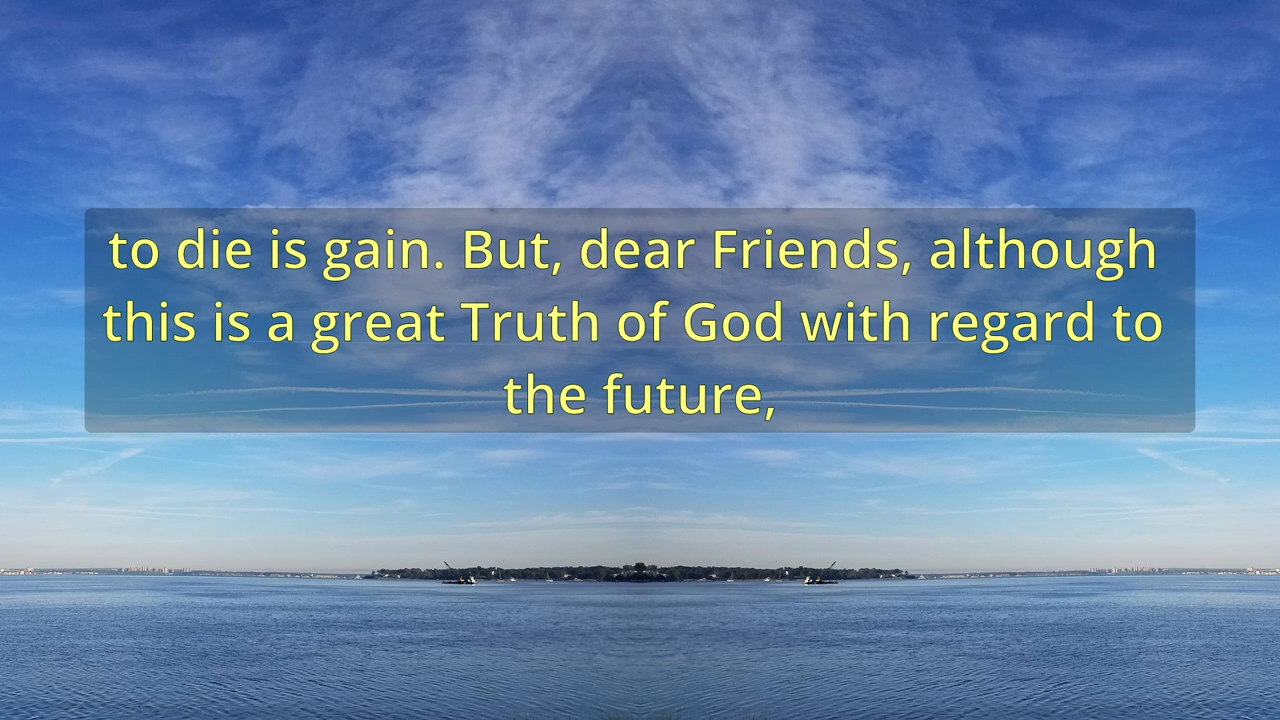 to die is gain. But, dear Friends, although
this is a great Truth of God with regard to
the future,